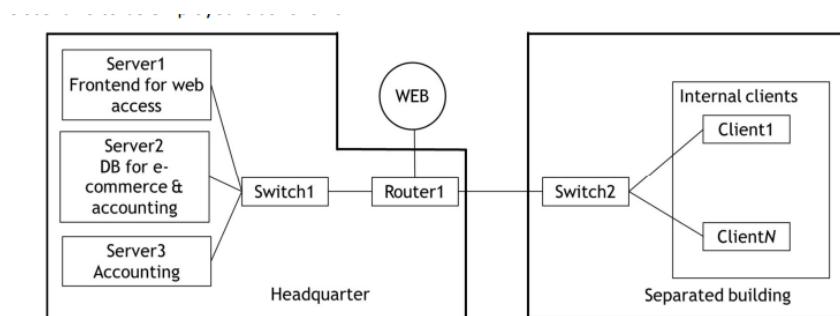 Server1
Frontend for web
access
WEB
Server2
DB for e-
commerce &
accounting
Server3
Accounting
Switch1
Router1
Switch2
Internal clients
Client1
ClientN
Headquarter
Separated building